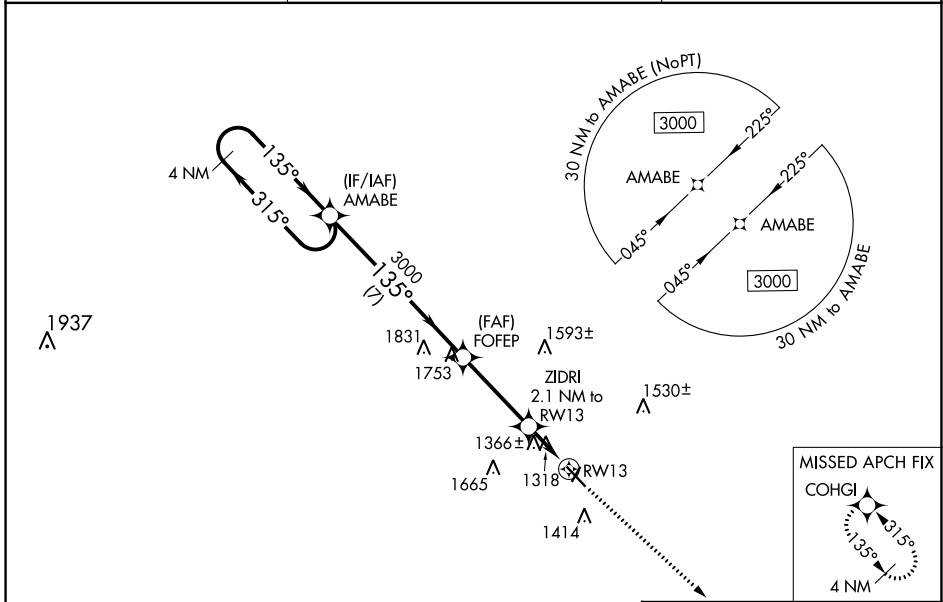 30 NM to AMABE (NoPT)
3000
225°
AMABE
045°
225°
AMABE
045°
3000
30 NM to AMABE
4 NM
135°
315°
(IF/IAF)
AMABE
3000
135°
(7)
1937
1831
1753
(FAF)
FOFEP
1593±
ZIDRI
2.1 NM to
RW13
1530±
1366±
1318
RW13
1665
1414
MISSED APCH FIX
COHGI
315°
135°
4 NM